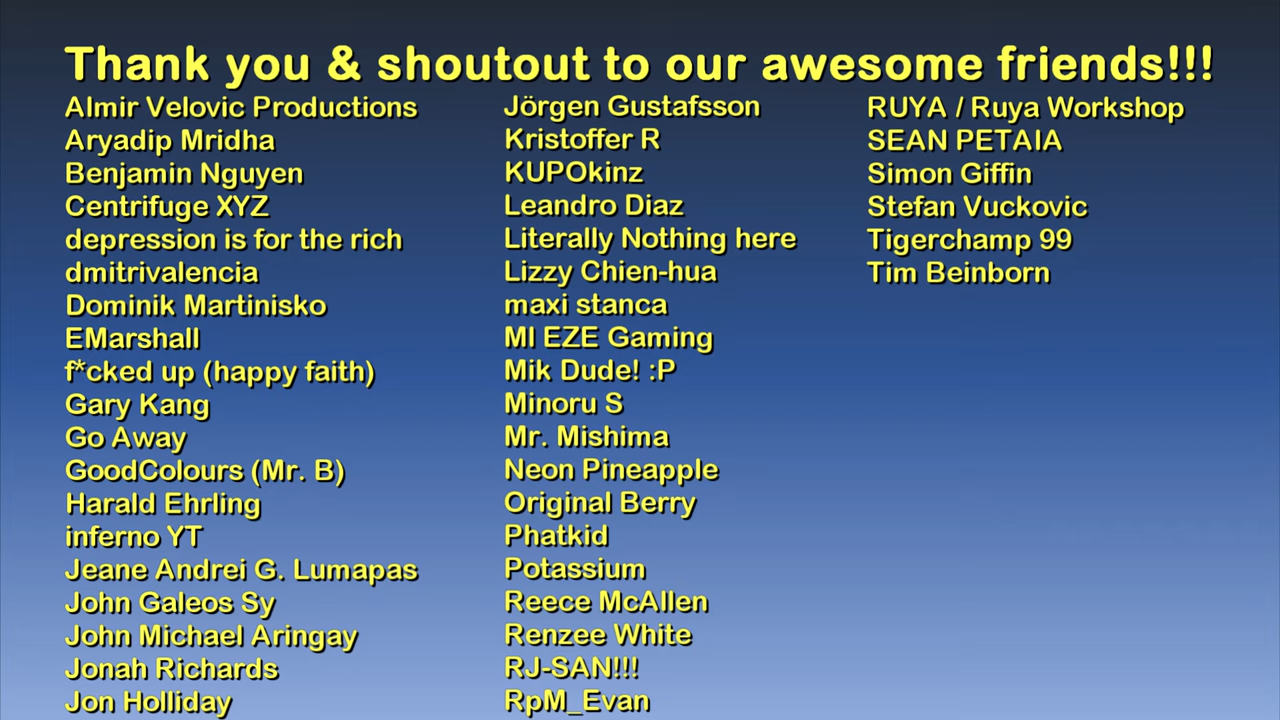 Thank you & shoutout to our awesome friends!!!
Almir Velovic Productions
Aryadip Mridha
Benjamin Nguyen
Centrifuge XYZ
depression is for the rich
dmitrivalencia
Dominik Martinisko
EMarshall
f*cked up (happy faith)
Gary Kang
Go Away
GoodColours (Mr. B)
Harald Ehrling
inferno YT
Jeane Andrei G. Lumapas
John Galeos Sy
John Michael Aringay
Jonah Richards
Jon Holliday
Jörgen Gustafsson
Kristoffer R
KUPOkinz
Leandro Diaz
Literally Nothing here
Lizzy Chien-hua
maxi stanca
MI EZE Gaming
Mik Dude! :P
Minoru S
Mr. Mishima
Neon Pineapple
Original Berry
Phatkid
Potassium
Reece McAllen
Renzee White
RJ-SAN!!!
RpM_Evan
RUYA / Ruya Workshop
SEAN PETAIA
Simon Giffin
Stefan Vuckovic
Tigerchamp 99
Tim Beinborn